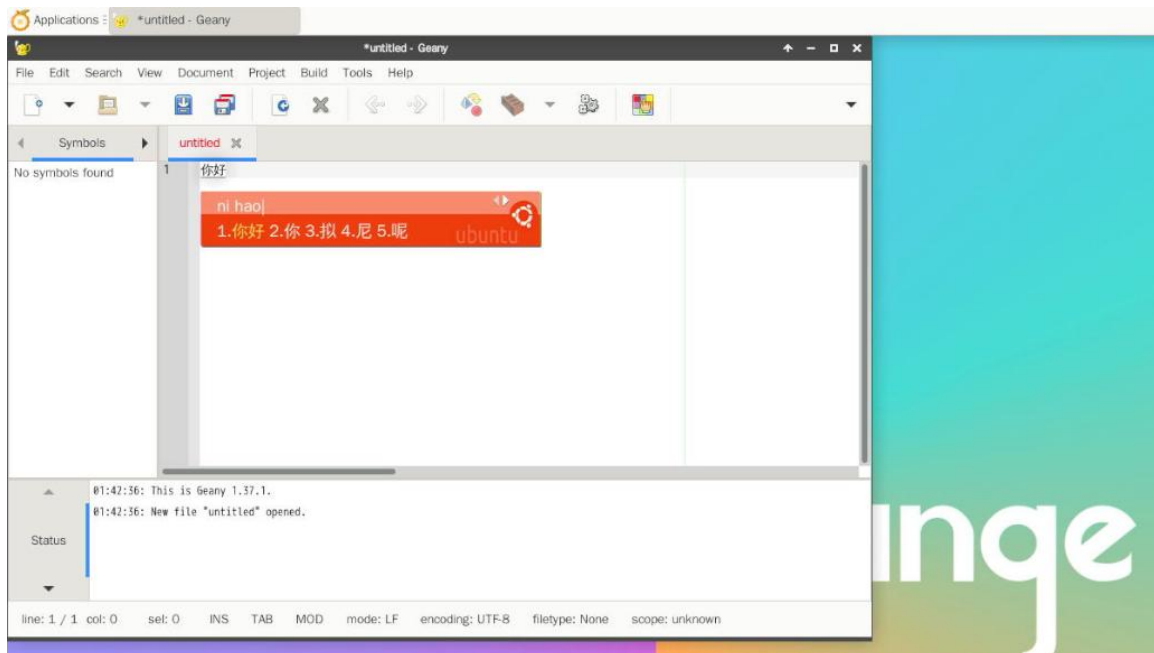 Applications *untitled - Geany
*untitled - Geany
File Edit Search View Document Project Build Tools Help
Symbols untitled
No symbols found
1 你好
ni hao
1.你好 2.你 3.拟 4.尼 5.呢
ubuntu
01:42:36: This is Geany 1.37.1.
01:42:36: New file "untitled" opened.
Status
nge
line: 1 / 1 col: 0 sel: 0 INS TAB MOD mode: LF encoding: UTF-8 filetype: None scope: unknown